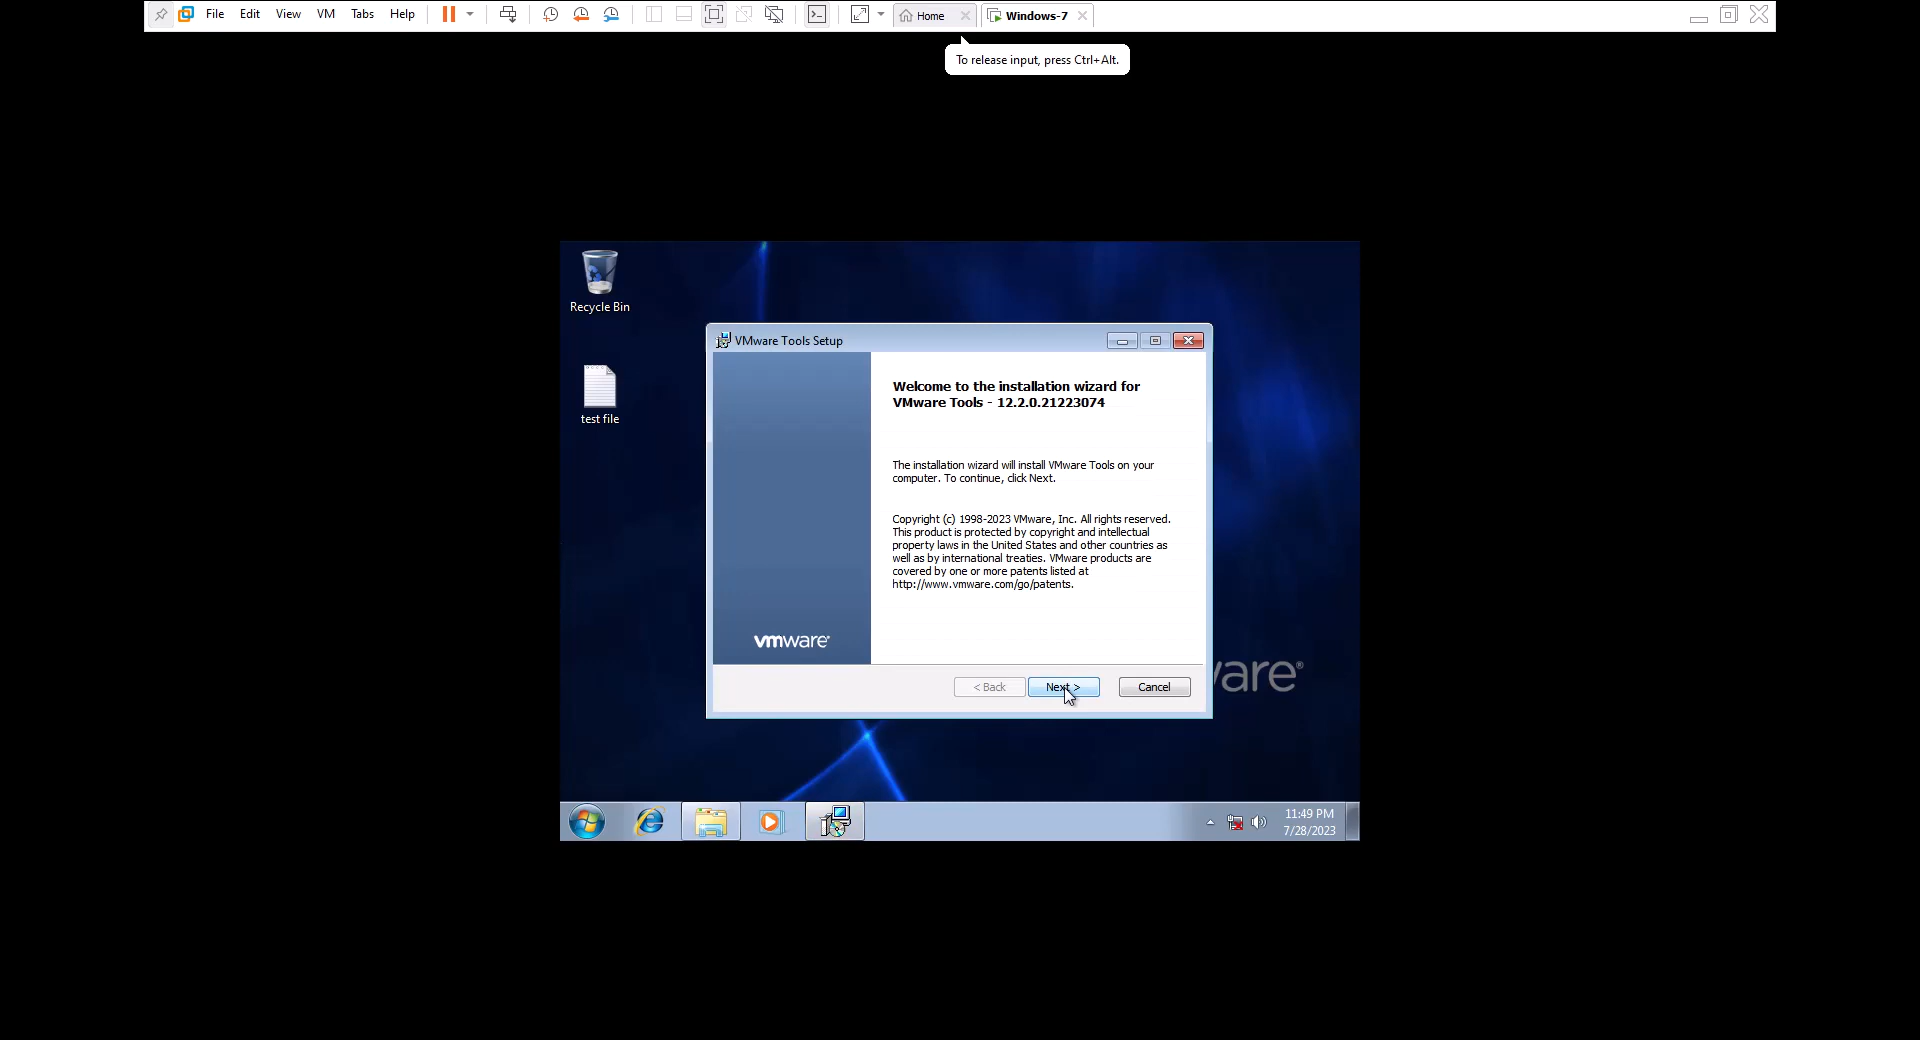 File Edit View VM Tabs Help Home Windows-7
To release input, press Ctrl+Alt.
Recycle Bin
test file
VMware Tools Setup
Welcome to the installation wizard for
VMware Tools - 12.2.0.21223074
The installation wizard will install VMware Tools on your
computer. To continue, click Next.
Copyright (c) 1998-2023 VMware, Inc. All rights reserved.
This product is protected by copyright and intellectual
property laws in the United States and other countries as
well as by international treaties. VMware products are
covered by one or more patents listed at
http://www.vmware.com/go/patents.
vmware®
< Back Next > Cancel
ware®
11:49 PM
7/28/2023